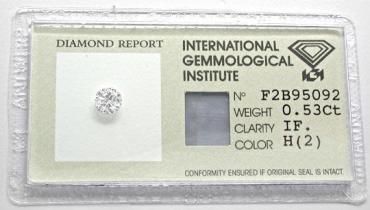 DIAMOND REPORT
INTERNATIONAL
GEMMOLOGICAL
INSTITUTE
IGI
Nº F2B95092
WEIGHT 0.53Ct
CLARITY IF.
COLOR H(2)
CONFORMITY ENSURED IF ORIGINAL SEAL IS INTACT